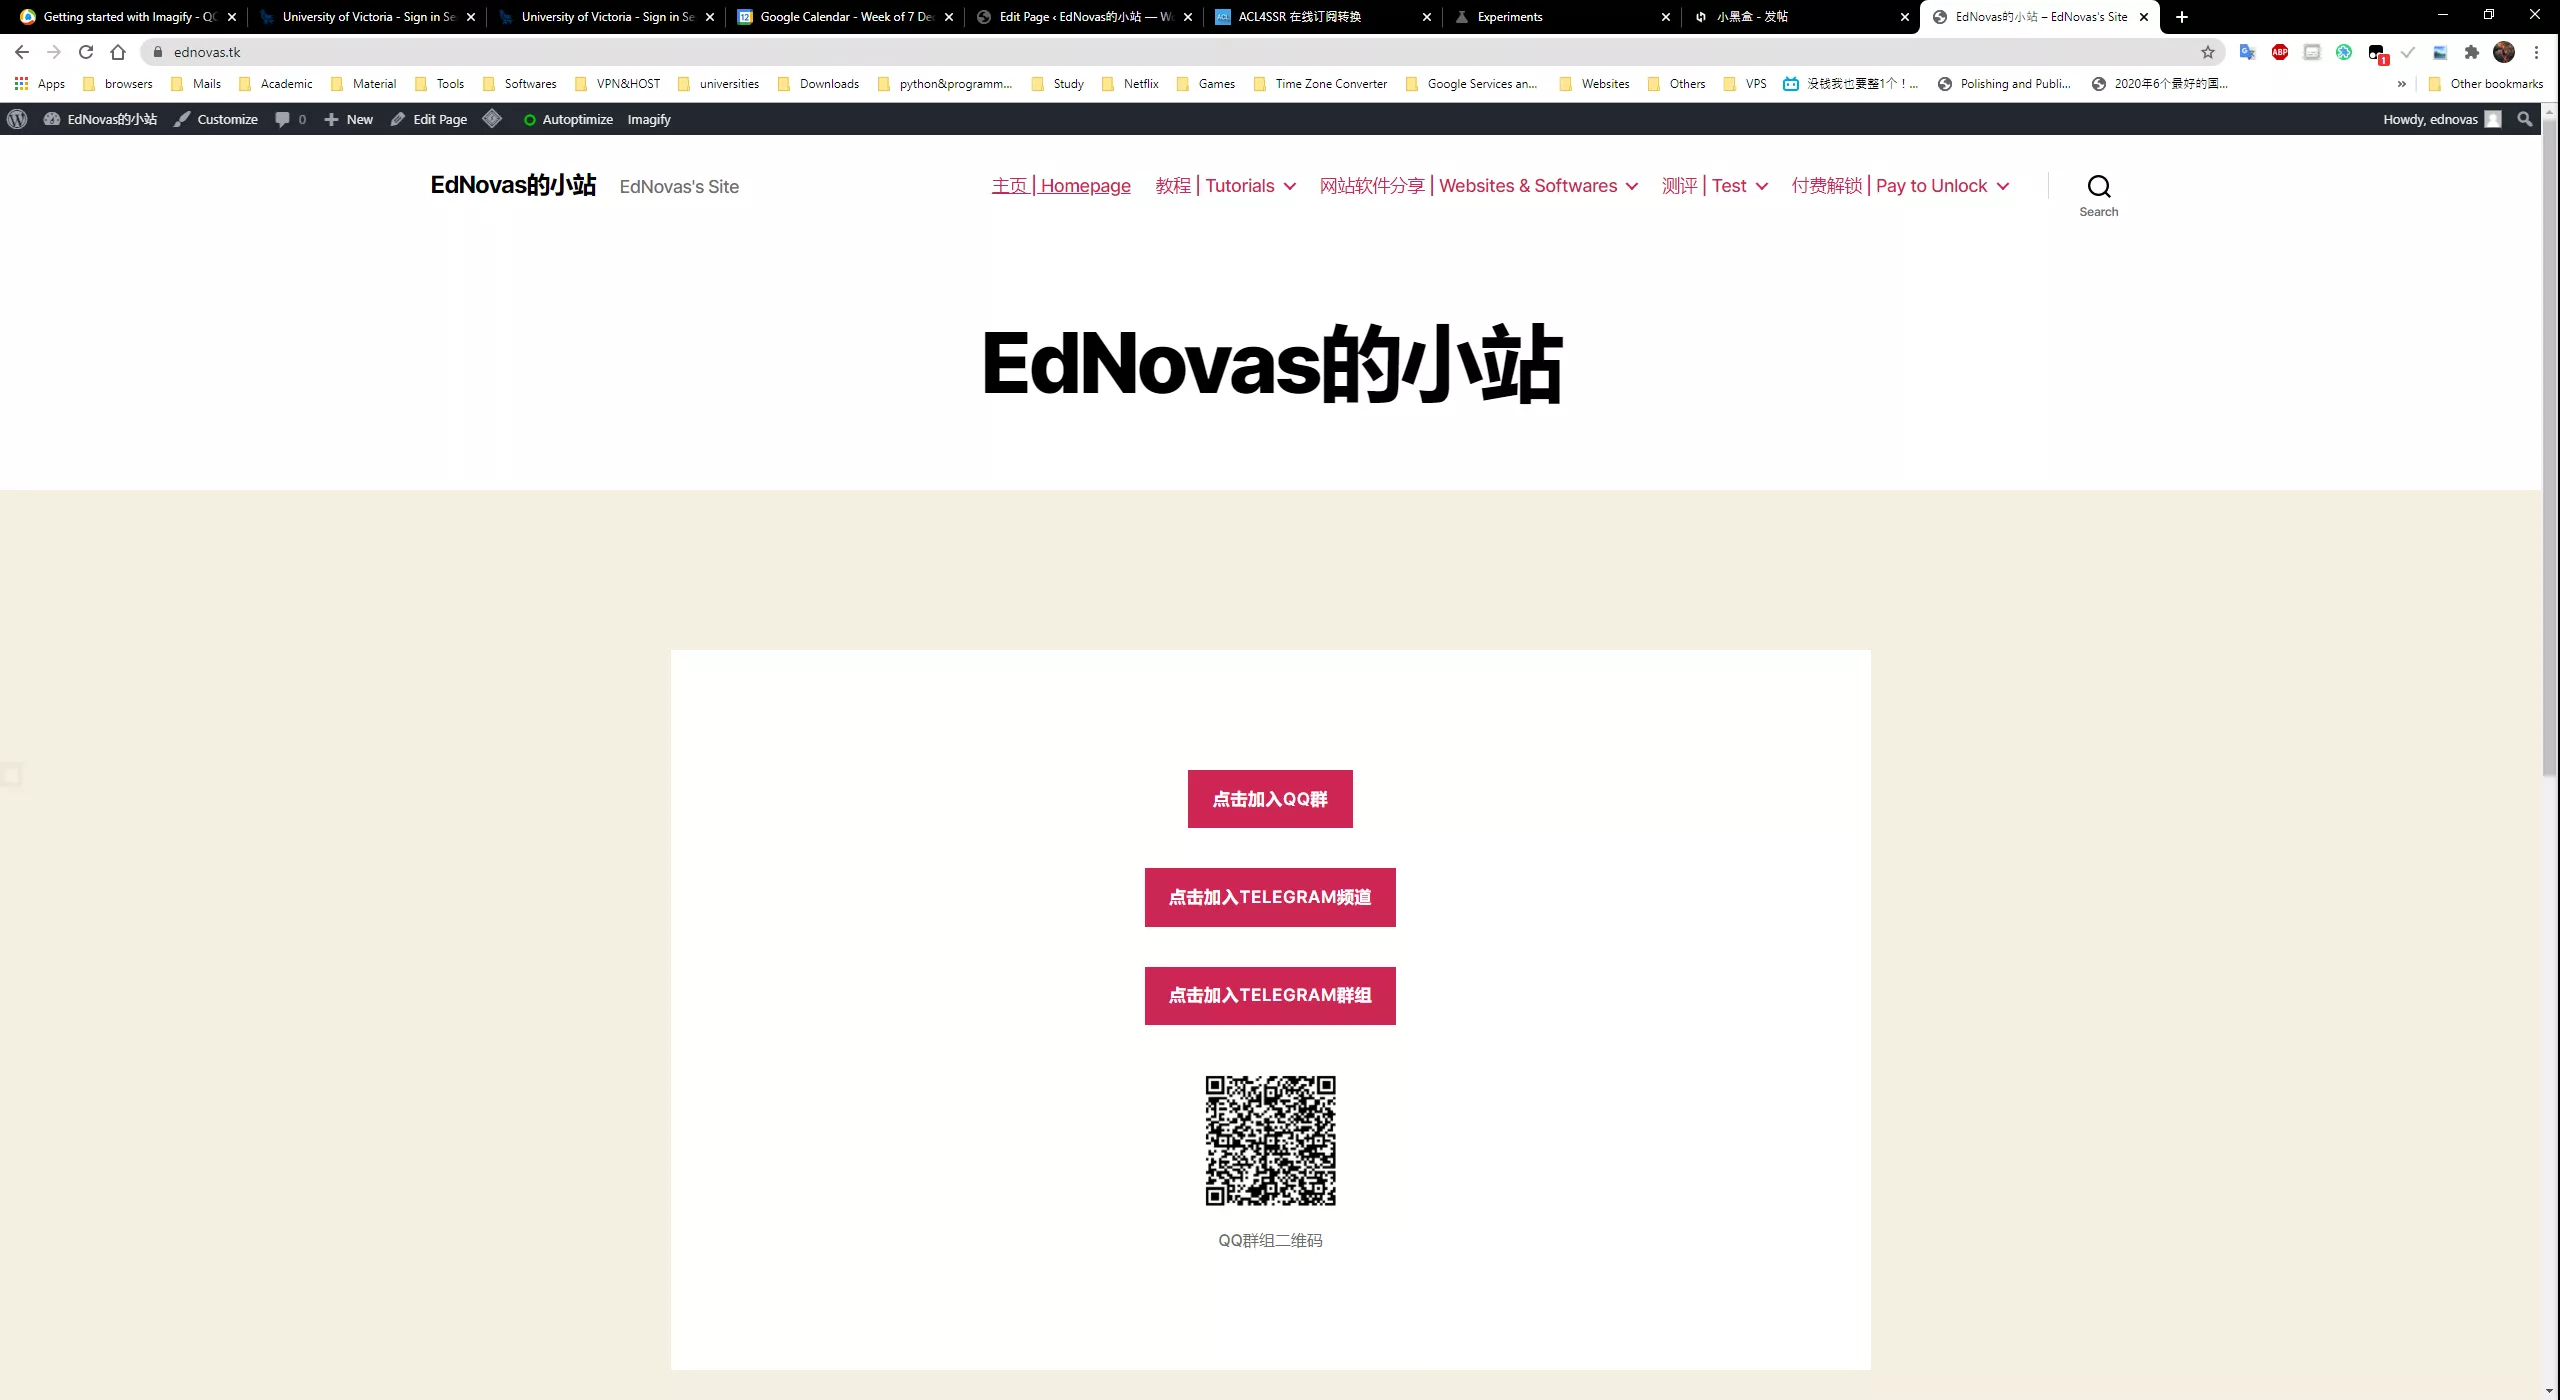 Getting started with Imagify - QC
University of Victoria - Sign in Se
University of Victoria - Sign in Se
Google Calendar - Week of 7 De
Edit Page ‹ EdNovas的小站 — W
ACL4SSR 在线订阅转换
Experiments
小黑盒 - 发帖
EdNovas的小站 – EdNovas's Site
ednovas.tk
ABP
1
Apps browsers Mails Academic Material Tools Softwares VPN&HOST universities Downloads python&programm... Study Netflix Games Time Zone Converter Google Services an... Websites Others VPS 没钱我也要整1个！... Polishing and Publi... 2020年6个最好的国... » Other bookmarks
EdNovas的小站 Customize 0 New Edit Page Autoptimize Imagify Howdy, ednovas
EdNovas的小站 EdNovas's Site 主页 | Homepage 教程 | Tutorials 网站软件分享 | Websites & Softwares 测评 | Test 付费解锁 | Pay to Unlock
Search
EdNovas的小站
点击加入QQ群
点击加入TELEGRAM频道
点击加入TELEGRAM群组
QQ群组二维码